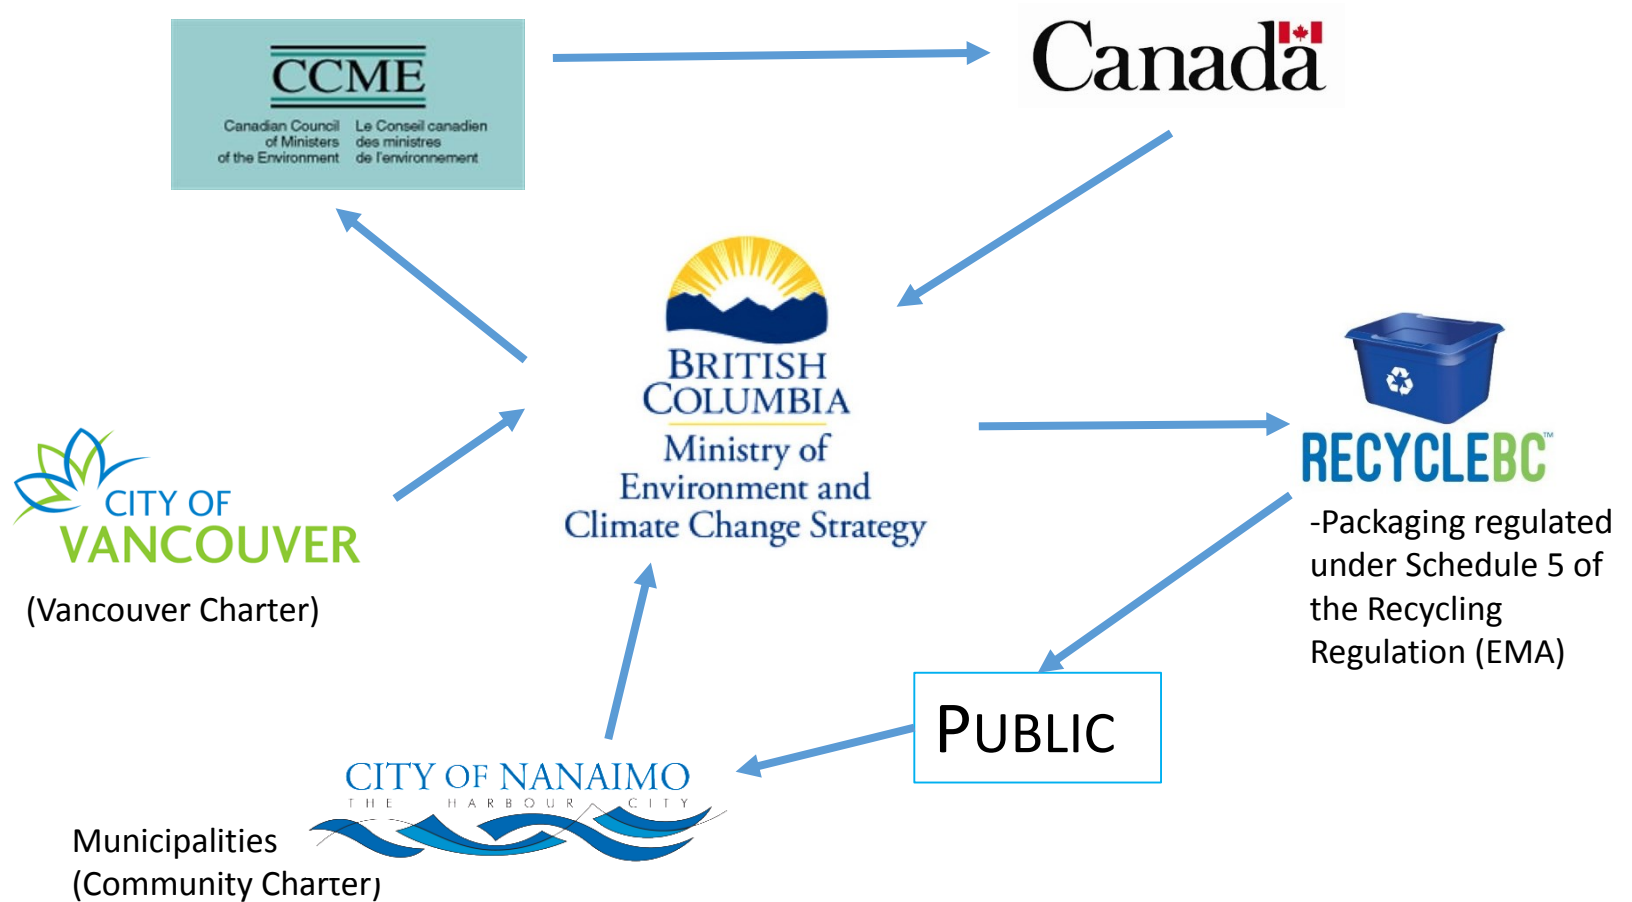 CCME
Canadian Council
of Ministers
of the Environment
Le Conseil canadien
des ministres
de l'environnement
Canada
BRITISH
COLUMBIA
Ministry of
Environment and
Climate Change Strategy
RECYCLEBC™
-Packaging regulated
under Schedule 5 of
the Recycling
Regulation (EMA)
CITY OF
VANCOUVER
(Vancouver Charter)
PUBLIC
CITY OF NANAIMO
THE HARBOUR CITY
Municipalities
(Community Charter)